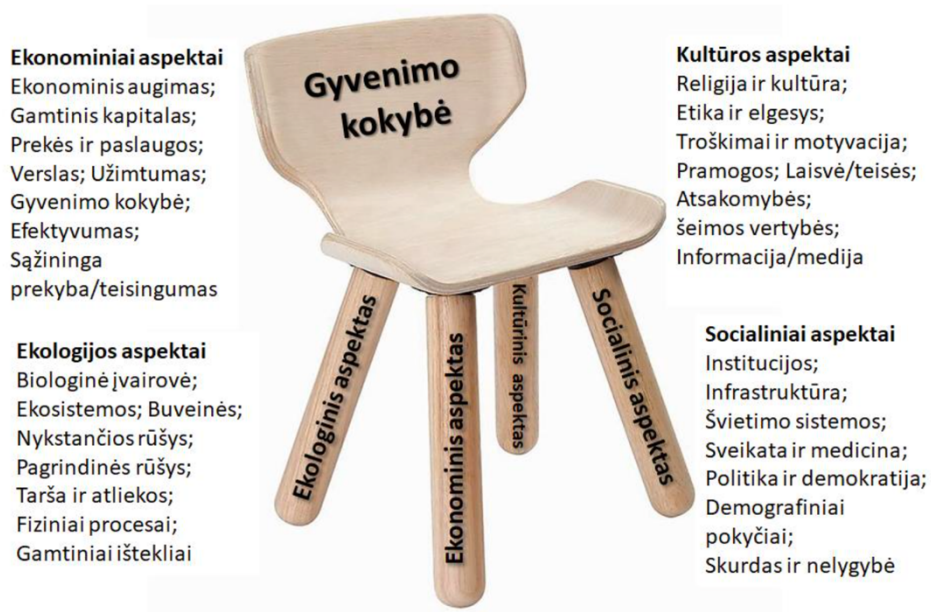 Ekonominiai aspektai
Ekonominis augimas;
Gamtinis kapitalas;
Prekės ir paslaugos;
Verslas; Užimtumas;
Gyvenimo kokybė;
Efektyvumas;
Sąžininga
prekyba/teisingumas
Ekologijos aspektai
Biologinė įvairovė;
Ekosistemos; Buveinės;
Nykstančios rūšys;
Pagrindinės rūšys;
Tarša ir atliekos;
Fiziniai procesai;
Gamtiniai ištekliai
Gyvenimo
kokybė
Ekologinis aspektas
Ekonominis aspektas
Kultūrinis aspektas
Socialinis aspektas
Kultūros aspektai
Religija ir kultūra;
Etika ir elgesys;
Troškimai ir motyvacija;
Pramogos; Laisvė/teisės;
Atsakomybės;
šeimos vertybės;
Informacija/medija
Socialiniai aspektai
Institucijos;
Infrastruktūra;
Švietimo sistemos;
Sveikata ir medicina;
Politika ir demokratija;
Demografiniai
pokyčiai;
Skurdas ir nelygybė